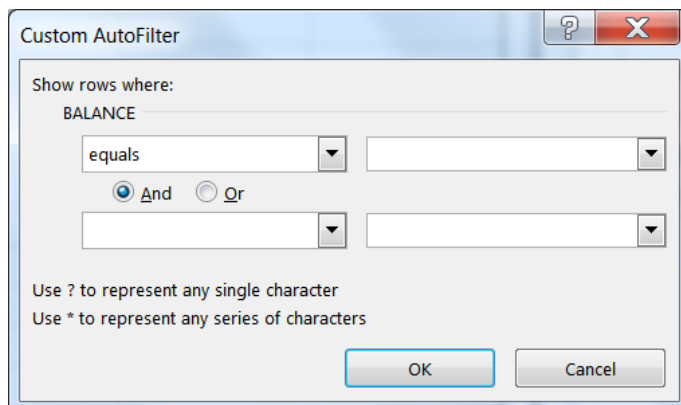 Custom AutoFilter
?
X
Show rows where:
BALANCE
equals
And Or
Use ? to represent any single character
Use * to represent any series of characters
OK Cancel